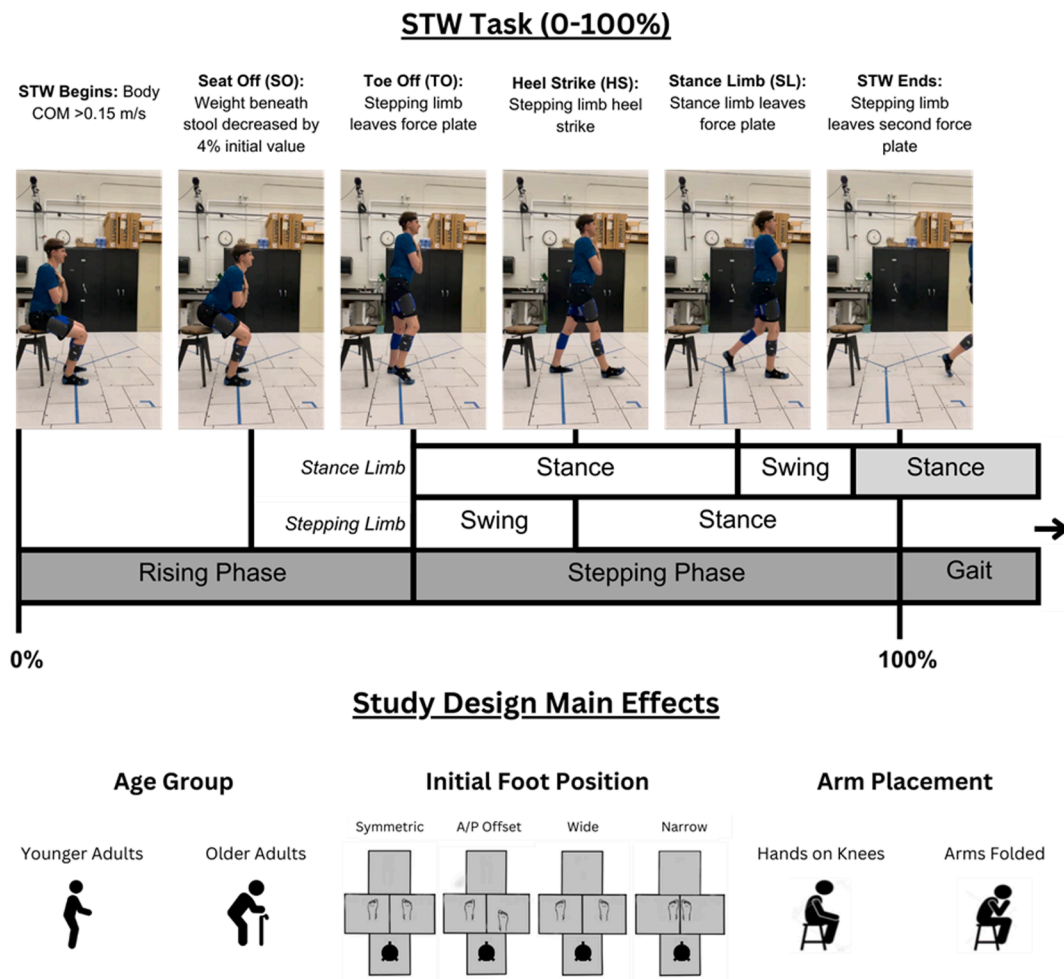 STW Task (0-100%)
STW Begins: Body
COM >0.15 m/s
Seat Off (SO):
Weight beneath
stool decreased by
4% initial value
Toe Off (TO):
Stepping limb
leaves force plate
Heel Strike (HS):
Stepping limb heel
strike
Stance Limb (SL):
Stance limb leaves
force plate
STW Ends:
Stepping limb
leaves second force
plate
Stance Limb
Stance
Swing
Stance
Stepping Limb
Swing
Stance
Rising Phase
Stepping Phase
Gait
0%
100%
Study Design Main Effects
Age Group
Initial Foot Position
Arm Placement
Younger Adults
Older Adults
Symmetric
A/P Offset
Wide
Narrow
Hands on Knees
Arms Folded